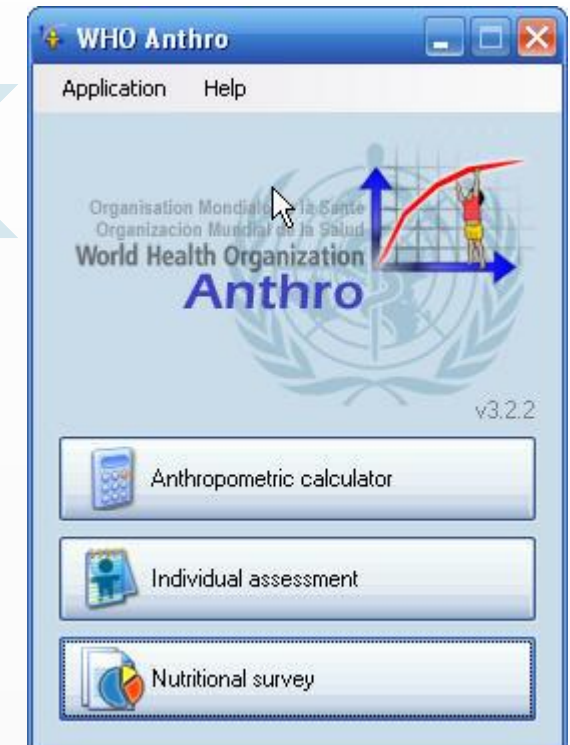 WHO Anthro
Application Help
Organisation Mondiale de la Santé
Organización Mundial de la Salud
World Health Organization
Anthro
v3.2.2
Anthropometric calculator
Individual assessment
Nutritional survey